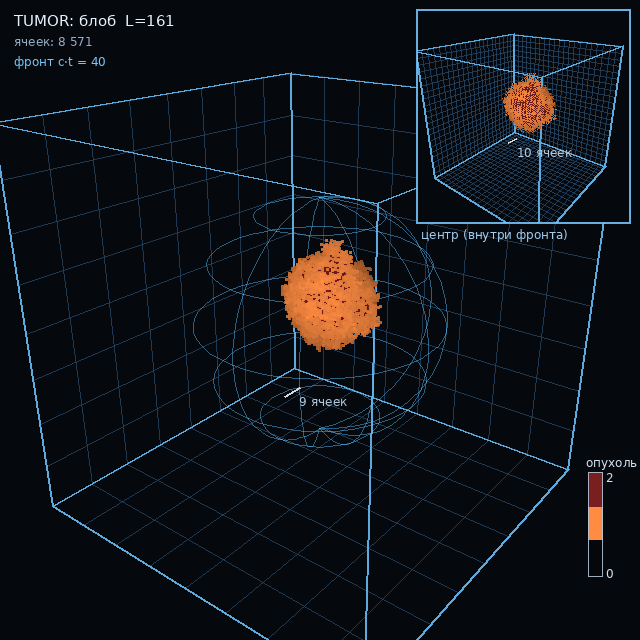 TUMOR: блоб L=161
ячеек: 8 571
фронт c·t = 40
10 ячеек
центр (внутри фронта)
9 ячеек
опухоль
2
0